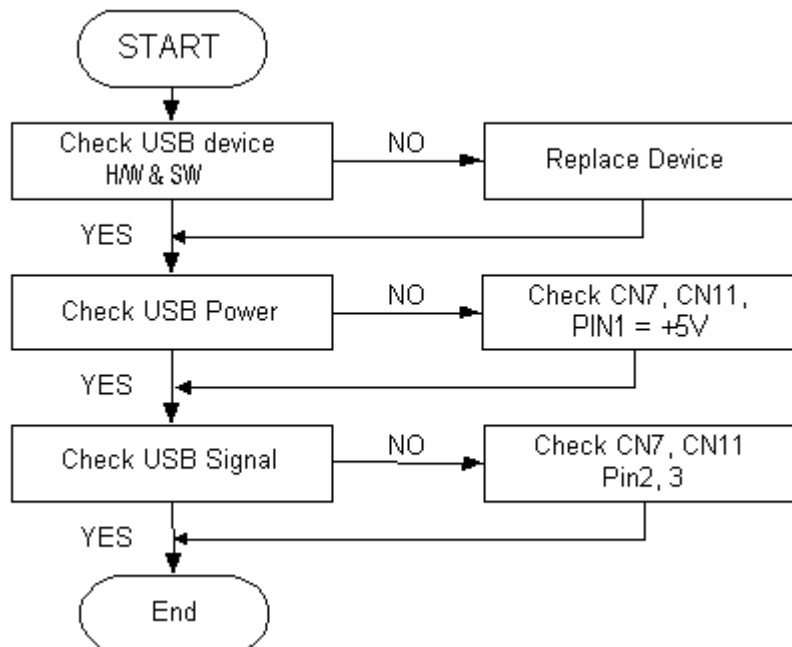 START
Check USB device
H/W & SW
NO
Replace Device
YES
Check USB Power
NO
Check CN7, CN11,
PIN1 = +5V
YES
Check USB Signal
NO
Check CN7, CN11
Pin2, 3
YES
End